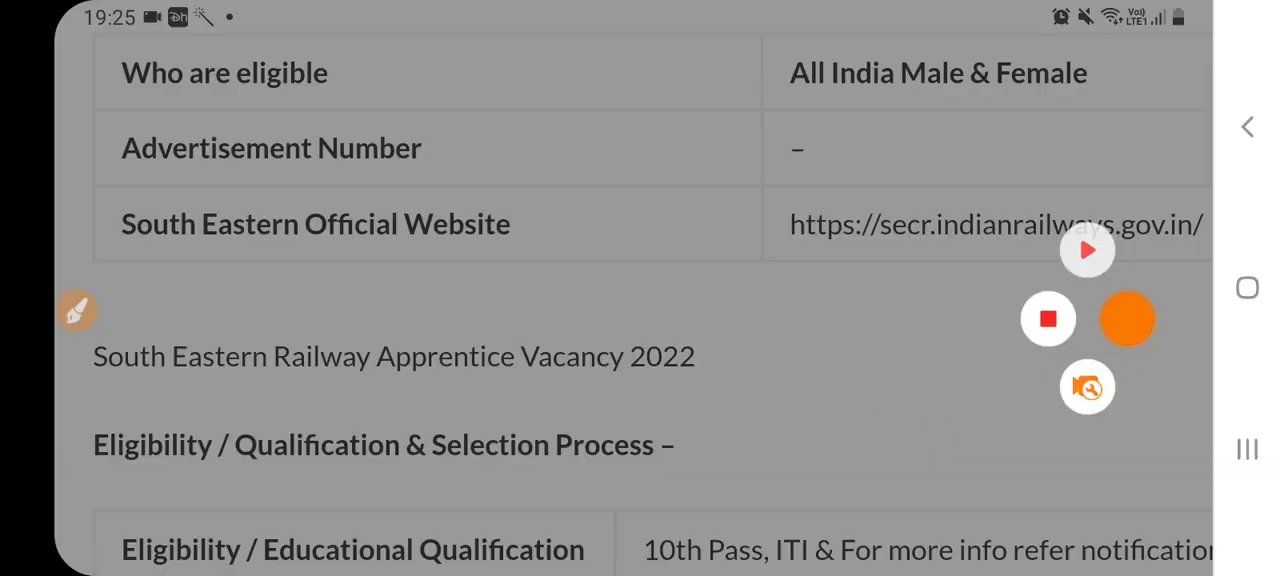 19:25
Vo)) LTE1
Who are eligible All India Male & Female
Advertisement Number –
South Eastern Official Website https://secr.indianrailways.gov.in/
South Eastern Railway Apprentice Vacancy 2022
Eligibility / Qualification & Selection Process –
Eligibility / Educational Qualification 10th Pass, ITI & For more info refer notification